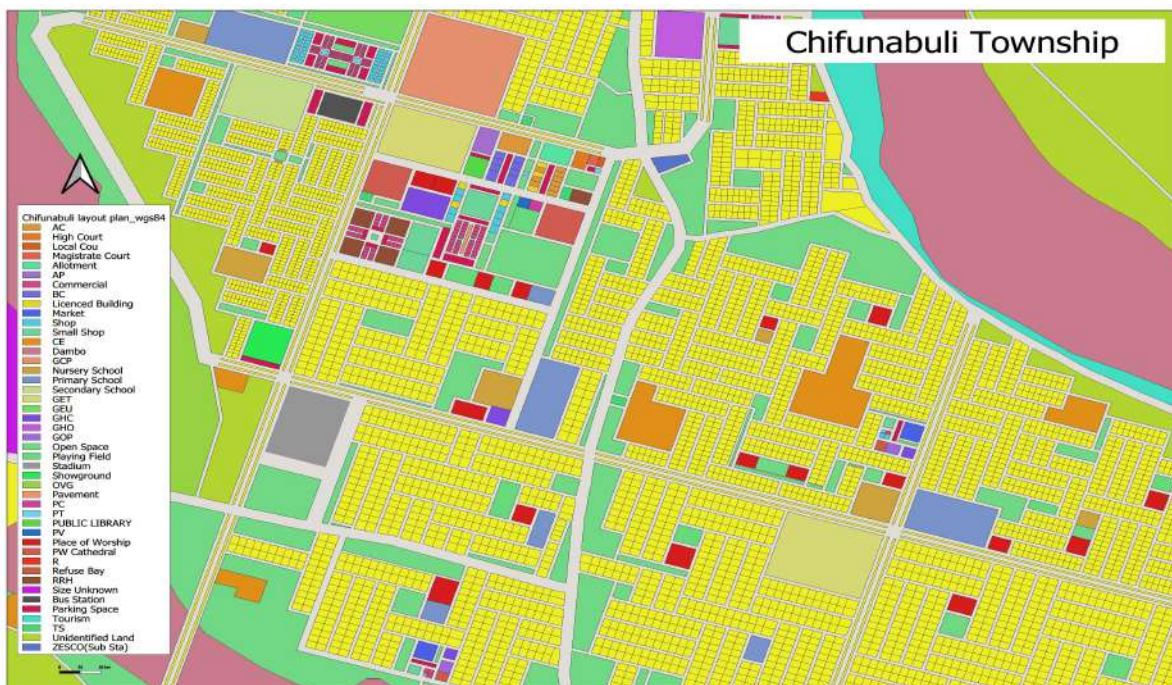 Chifunabuli Township
Chifunabuli layout plan_wgs84
AC
High Court
Local Cou
Magistrate Court
Allotment
AP
Commercial
BC
Licenced Building
Market
Shop
Small Shop
CE
Dambo
GCP
Nursery School
Primary School
Secondary School
GET
GEU
GHC
GHO
GOP
Open Space
Playing Field
Stadium
Showground
OVG
Pavement
PC
PT
PUBLIC LIBRARY
PV
Place of Worship
PW Cathedral
R
Refuse Bay
RRH
Size Unknown
Bus Station
Parking Space
Tourism
TS
Unidentified Land
ZESCO(Sub Sta)